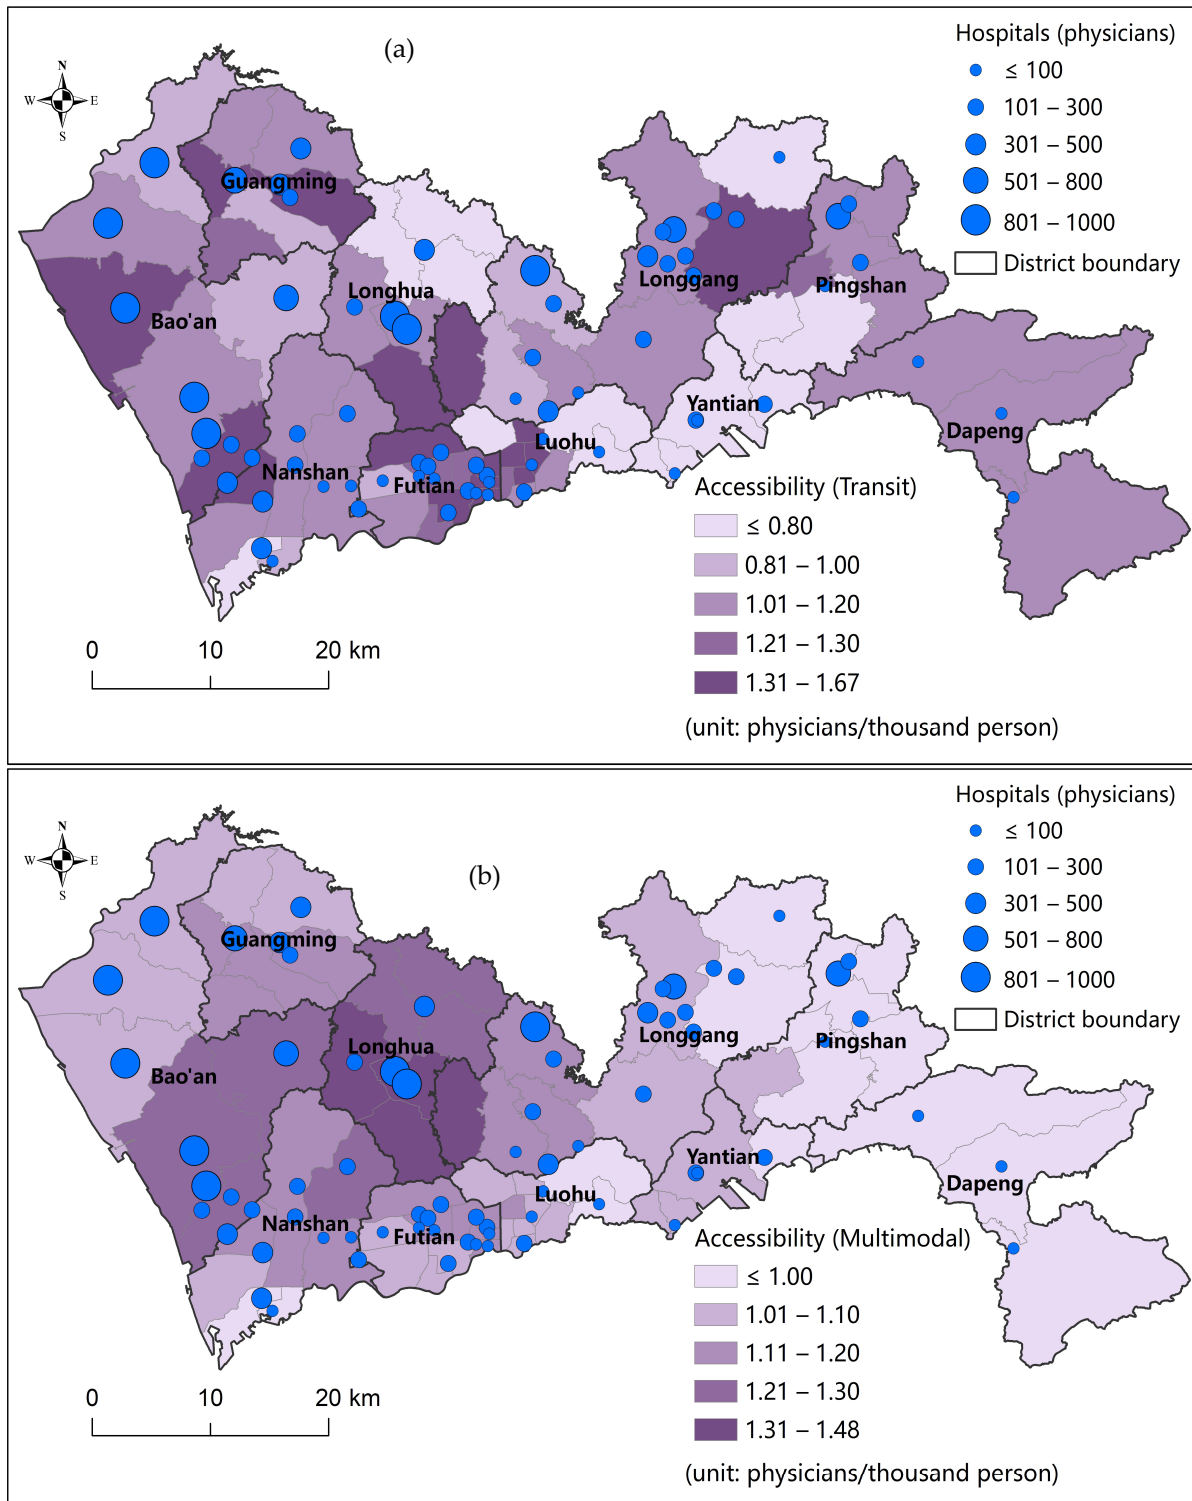 (a)
N
W E
S
Hospitals (physicians)
≤ 100
101 – 300
301 – 500
501 – 800
801 – 1000
District boundary
Guangming
Longhua
Bao'an
Longgang
Pingshan
Yantian
Luohu
Nanshan
Futian
Dapeng
Accessibility (Transit)
≤ 0.80
0.81 – 1.00
1.01 – 1.20
1.21 – 1.30
1.31 – 1.67
(unit: physicians/thousand person)
0 10 20 km
(b)
N
W E
S
Hospitals (physicians)
≤ 100
101 – 300
301 – 500
501 – 800
801 – 1000
District boundary
Guangming
Longhua
Bao'an
Longgang
Pingshan
Yantian
Luohu
Nanshan
Futian
Dapeng
Accessibility (Multimodal)
≤ 1.00
1.01 – 1.10
1.11 – 1.20
1.21 – 1.30
1.31 – 1.48
(unit: physicians/thousand person)
0 10 20 km